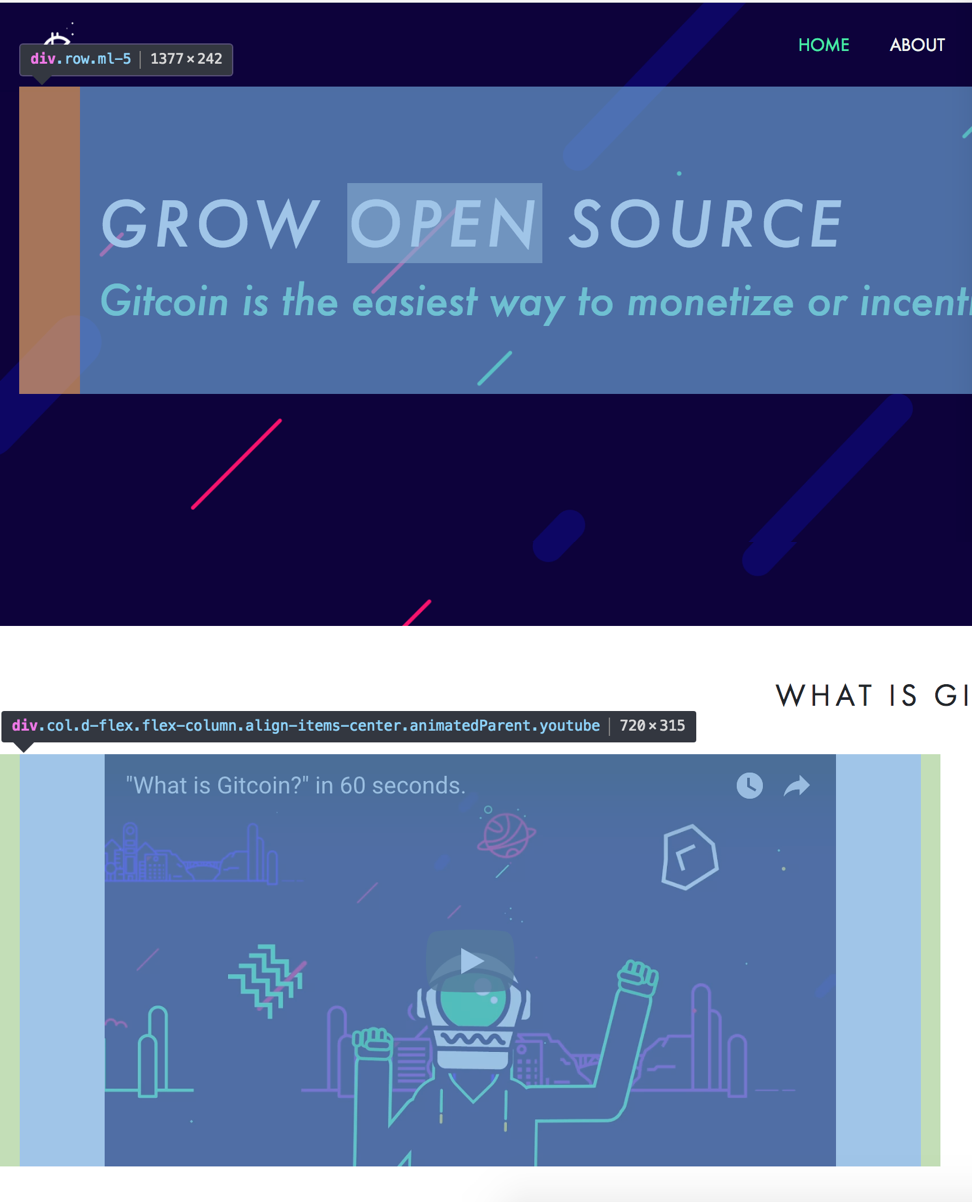 HOME ABOUT
div.row.ml-5 | 1377×242
GROW OPEN SOURCE
Gitcoin is the easiest way to monetize or incenti
WHAT IS GI
div.col.d-flex.flex-column.align-items-center.animatedParent.youtube | 720×315
"What is Gitcoin?" in 60 seconds.